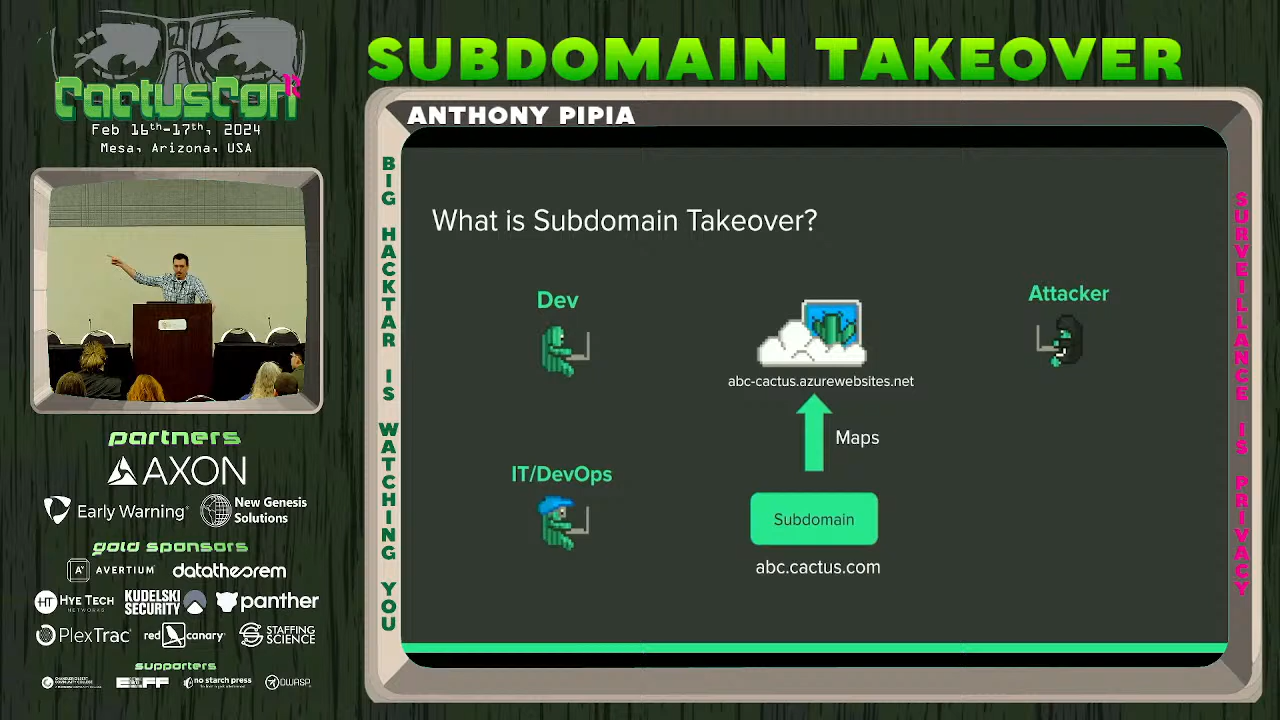 CactusCon
Feb 16th-17th, 2024
Mesa, Arizona, USA
partners
AXON
Early Warning
New Genesis
Solutions
gold sponsors
AVERTIUM
datatheorem
HT HYE TECH
NETWORKS
KUDELSKI
SECURITY
panther
PlexTrac
red canary
STAFFING
SCIENCE
supporters
EFF
no starch press
OWASP
SUBDOMAIN TAKEOVER
ANTHONY PIPIA
BIG HACKTAR IS WATCHING YOU
What is Subdomain Takeover?
Dev
Attacker
abc-cactus.azurewebsites.net
Maps
IT/DevOps
Subdomain
abc.cactus.com
SURVEILLANCE IS PRIVACY